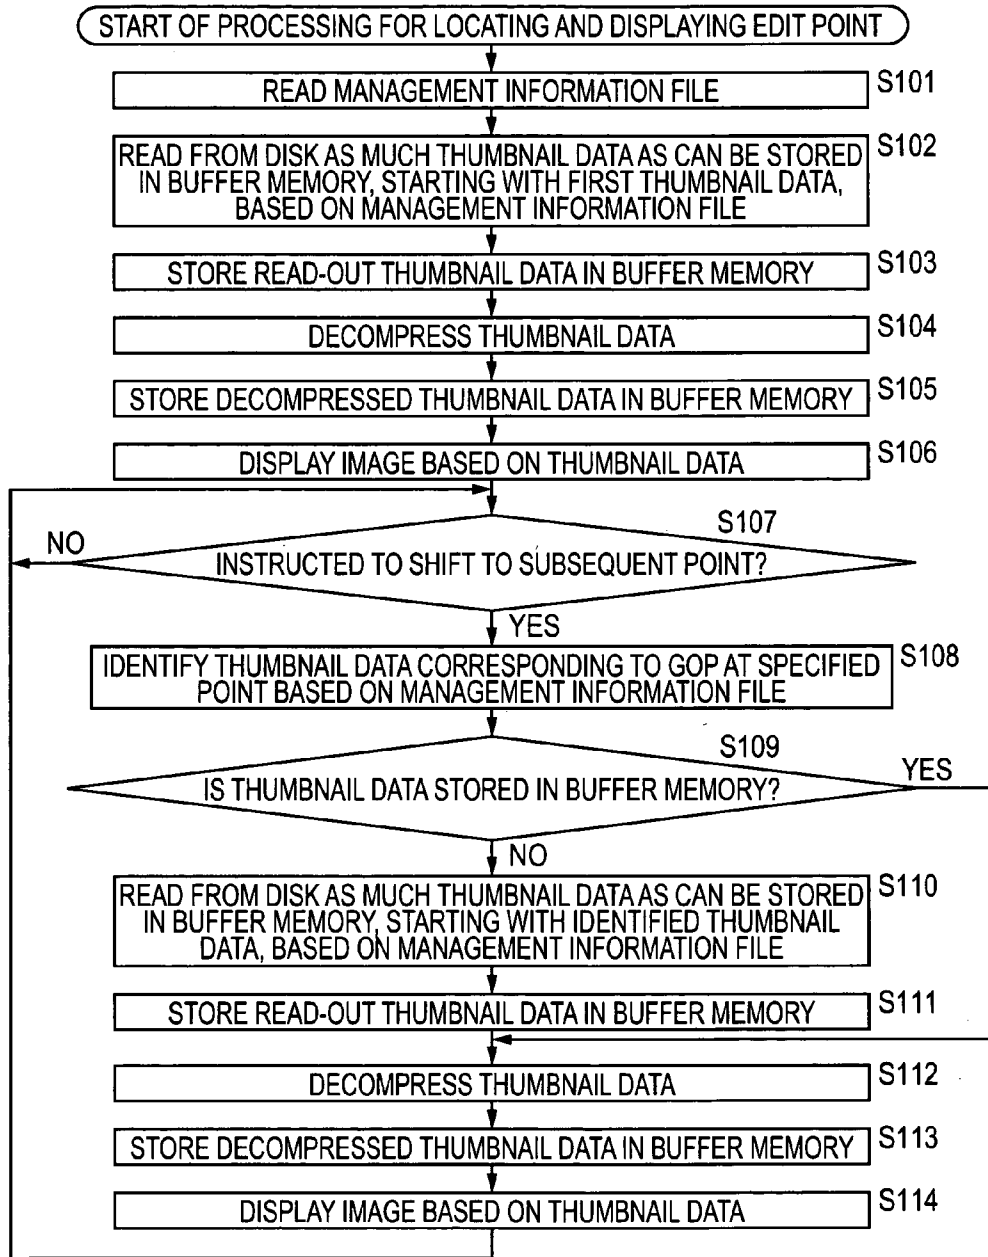 START OF PROCESSING FOR LOCATING AND DISPLAYING EDIT POINT
READ MANAGEMENT INFORMATION FILE
S101
READ FROM DISK AS MUCH THUMBNAIL DATA AS CAN BE STORED
IN BUFFER MEMORY, STARTING WITH FIRST THUMBNAIL DATA,
BASED ON MANAGEMENT INFORMATION FILE
S102
STORE READ-OUT THUMBNAIL DATA IN BUFFER MEMORY
S103
DECOMPRESS THUMBNAIL DATA
S104
STORE DECOMPRESSED THUMBNAIL DATA IN BUFFER MEMORY
S105
DISPLAY IMAGE BASED ON THUMBNAIL DATA
S106
S107
NO
INSTRUCTED TO SHIFT TO SUBSEQUENT POINT?
YES
IDENTIFY THUMBNAIL DATA CORRESPONDING TO GOP AT SPECIFIED
POINT BASED ON MANAGEMENT INFORMATION FILE
S108
S109
IS THUMBNAIL DATA STORED IN BUFFER MEMORY?
YES
NO
READ FROM DISK AS MUCH THUMBNAIL DATA AS CAN BE STORED
IN BUFFER MEMORY, STARTING WITH IDENTIFIED THUMBNAIL
DATA, BASED ON MANAGEMENT INFORMATION FILE
S110
STORE READ-OUT THUMBNAIL DATA IN BUFFER MEMORY
S111
DECOMPRESS THUMBNAIL DATA
S112
STORE DECOMPRESSED THUMBNAIL DATA IN BUFFER MEMORY
S113
DISPLAY IMAGE BASED ON THUMBNAIL DATA
S114